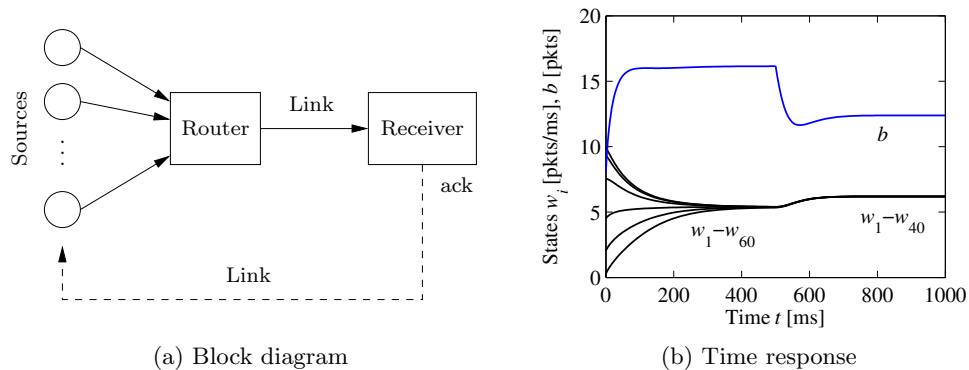 Sources
⋮
Router
Link
Receiver
ack
Link
(a) Block diagram
States w_i [pkts/ms], b [pkts]
20
15
10
5
0
b
w_1–w_60
w_1–w_40
0 200 400 600 800 1000
Time t [ms]
(b) Time response